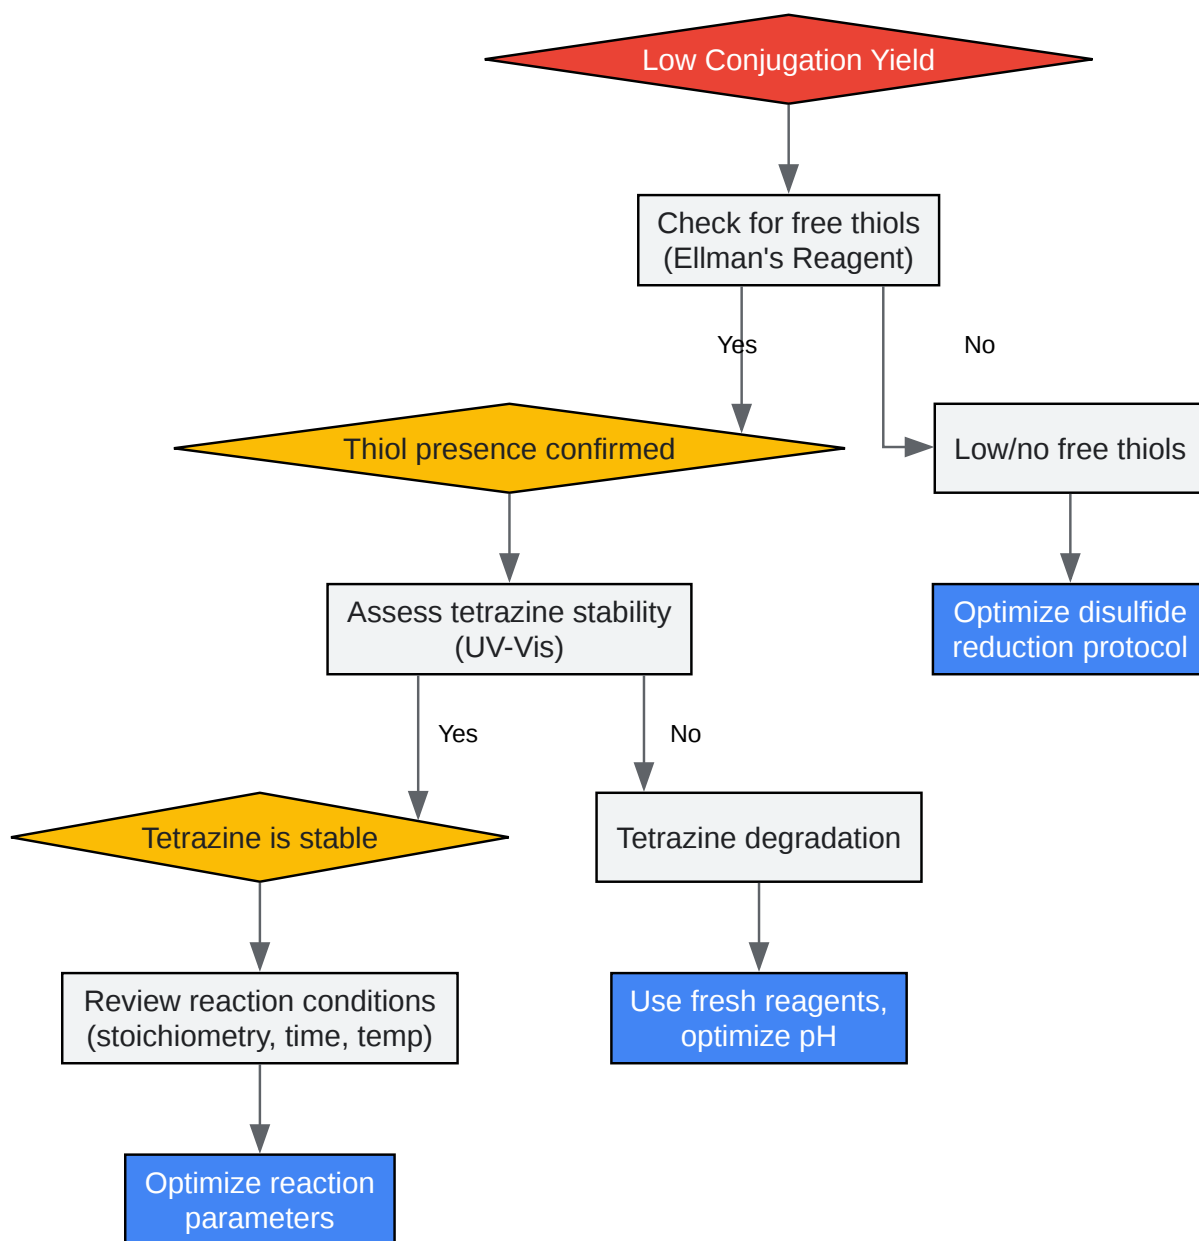 Low Conjugation Yield
Check for free thiols
(Ellman's Reagent)
Yes
No
Thiol presence confirmed
Low/no free thiols
Assess tetrazine stability
(UV-Vis)
Optimize disulfide
reduction protocol
Yes
No
Tetrazine is stable
Tetrazine degradation
Review reaction conditions
(stoichiometry, time, temp)
Use fresh reagents,
optimize pH
Optimize reaction
parameters